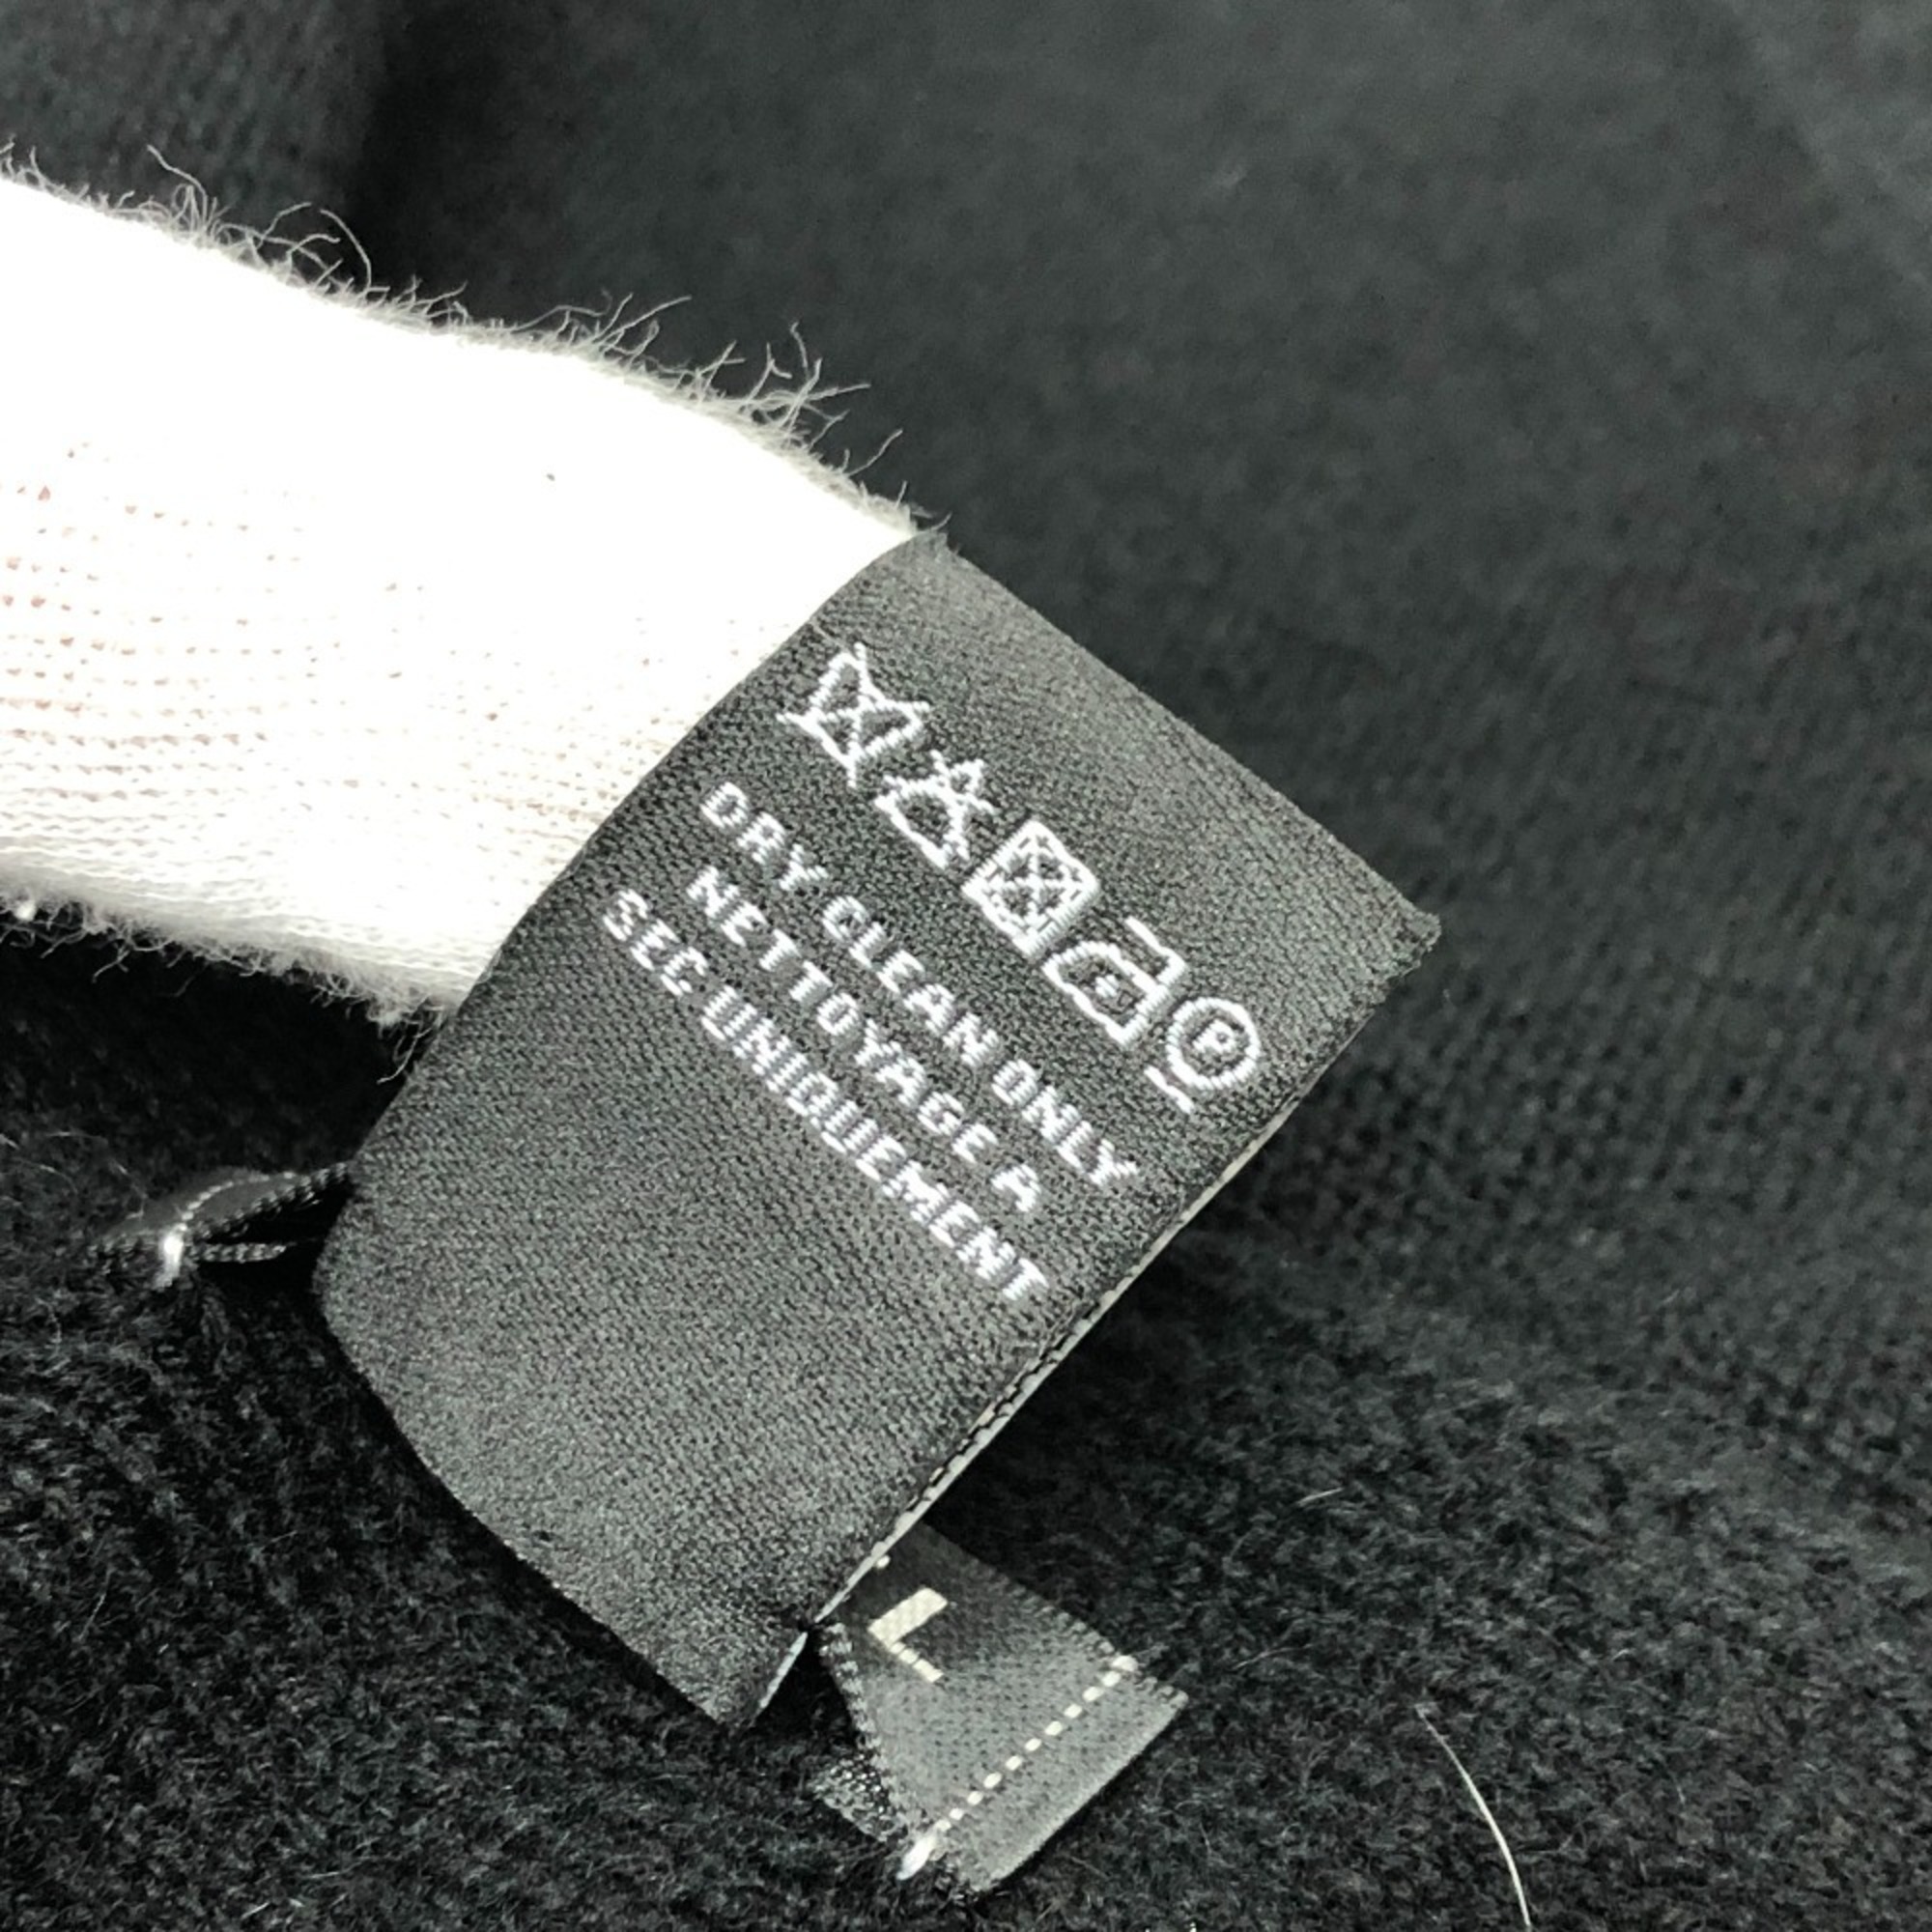 P
DRY CLEAN ONLY
NETTOYAGE A
SEC UNIQUEMENT
L